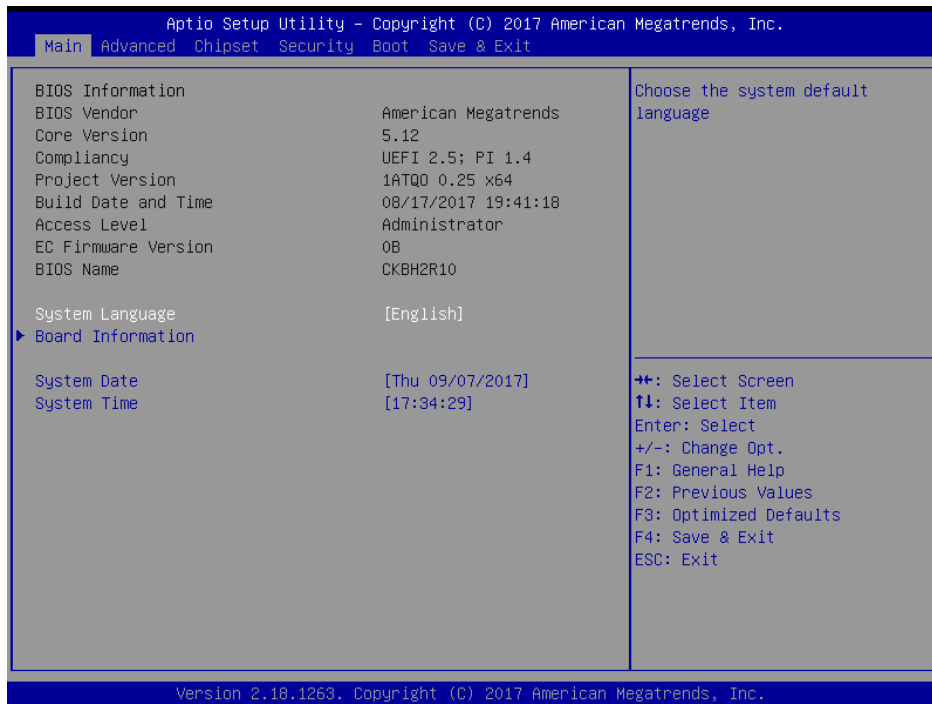 Aptio Setup Utility – Copyright (C) 2017 American Megatrends, Inc.
Main Advanced Chipset Security Boot Save & Exit
BIOS Information
BIOS Vendor American Megatrends
Core Version 5.12
Compliancy UEFI 2.5; PI 1.4
Project Version 1ATQO 0.25 x64
Build Date and Time 08/17/2017 19:41:18
Access Level Administrator
EC Firmware Version 0B
BIOS Name CKBH2R10
System Language [English]
Board Information
System Date [Thu 09/07/2017]
System Time [17:34:29]
Choose the system default
language
→←: Select Screen
↑↓: Select Item
Enter: Select
+/-: Change Opt.
F1: General Help
F2: Previous Values
F3: Optimized Defaults
F4: Save & Exit
ESC: Exit
Version 2.18.1263. Copyright (C) 2017 American Megatrends, Inc.